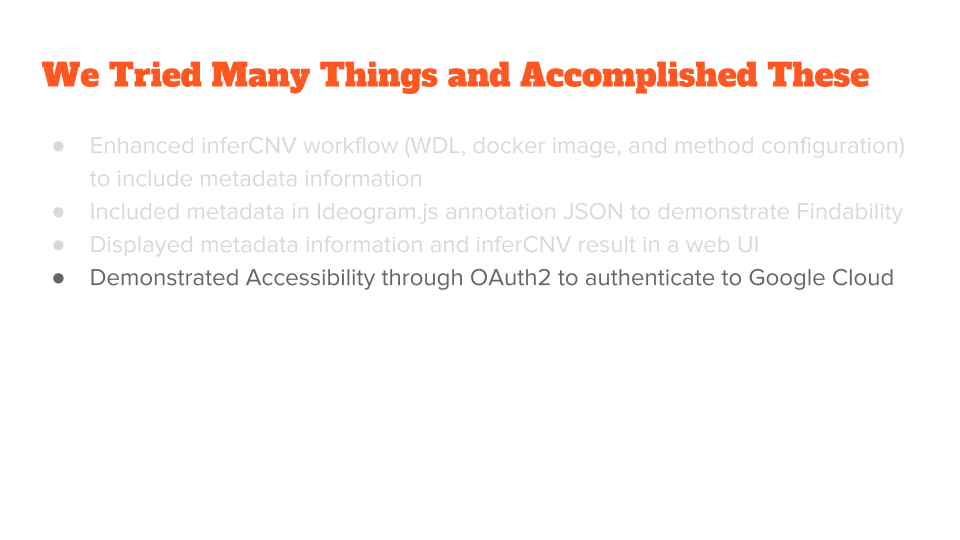 We Tried Many Things and Accomplished These
● Enhanced inferCNV workflow (WDL, docker image, and method configuration)
to include metadata information
● Included metadata in Ideogram.js annotation JSON to demonstrate Findability
● Displayed metadata information and inferCNV result in a web UI
● Demonstrated Accessibility through OAuth2 to authenticate to Google Cloud